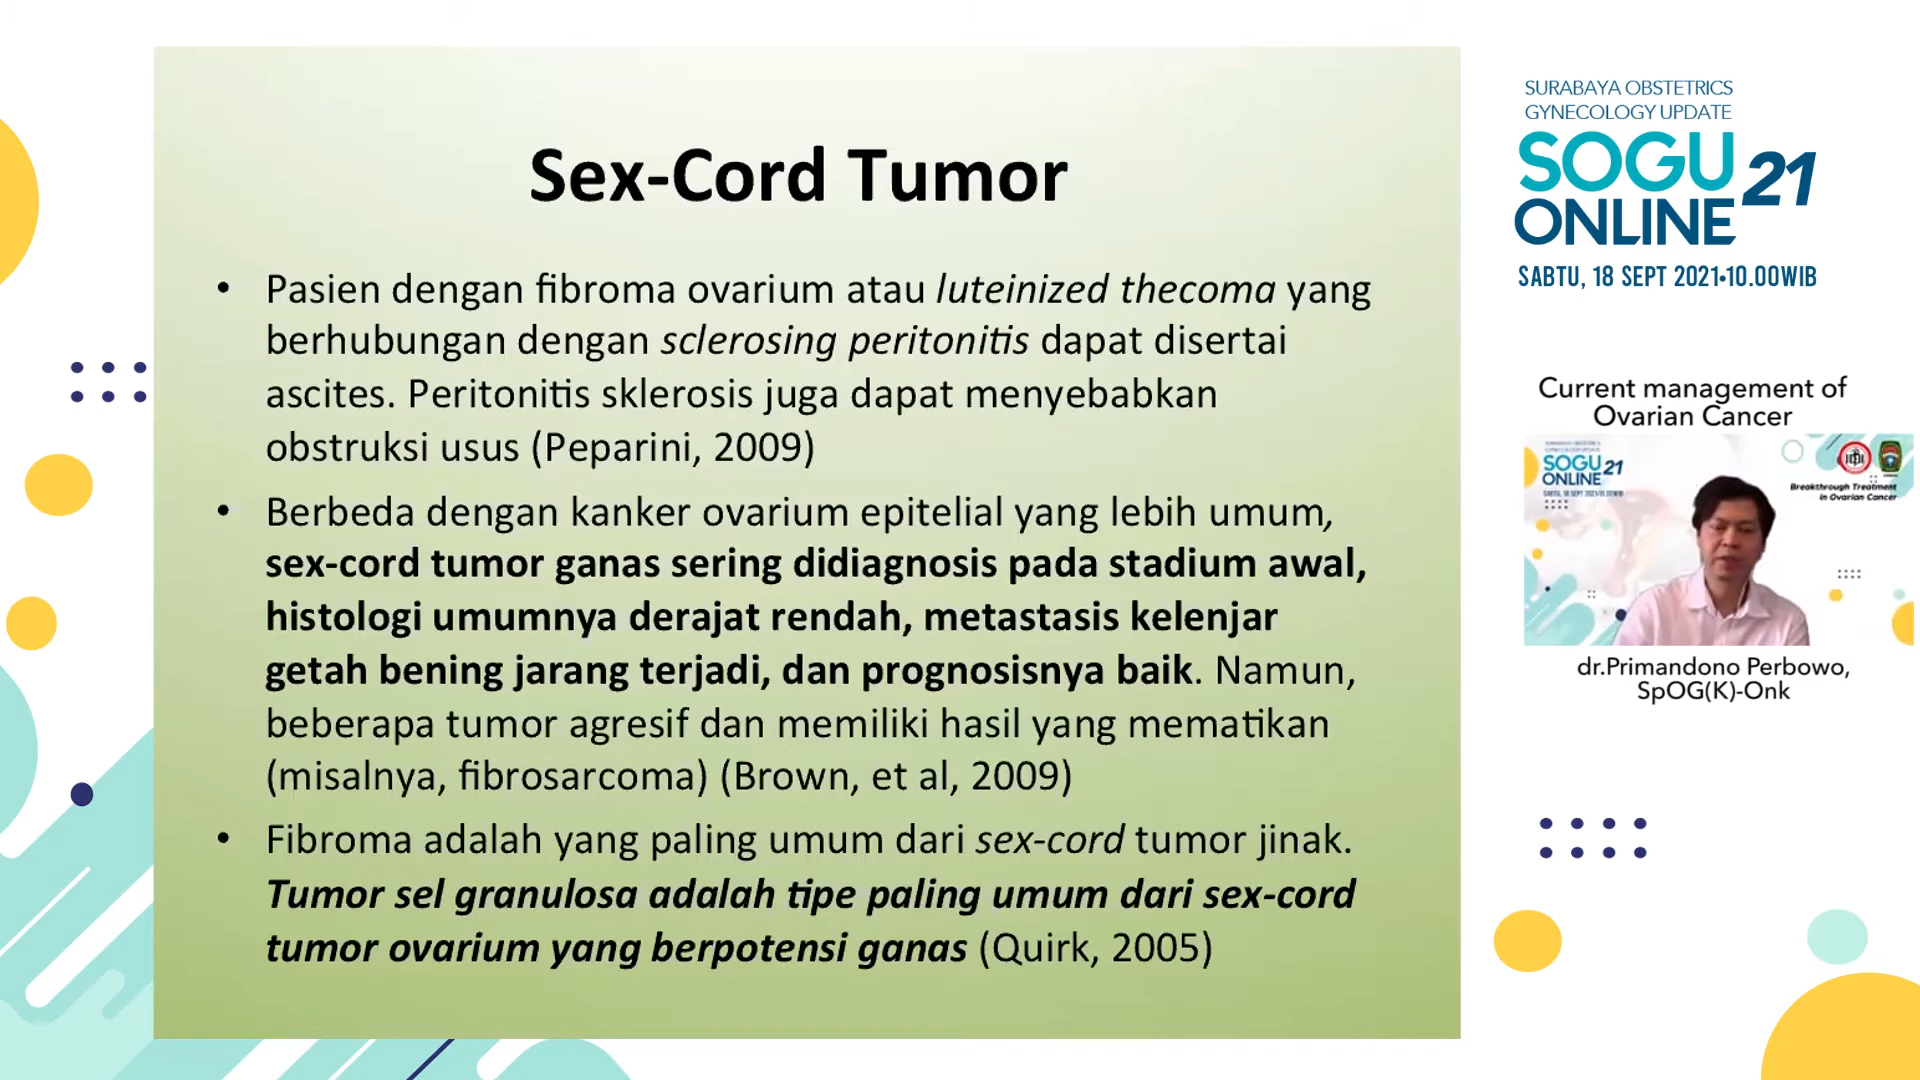 Sex-Cord Tumor
• Pasien dengan fibroma ovarium atau luteinized thecoma yang
berhubungan dengan sclerosing peritonitis dapat disertai
ascites. Peritonitis sklerosis juga dapat menyebabkan
obstruksi usus (Peparini, 2009)
• Berbeda dengan kanker ovarium epitelial yang lebih umum,
sex-cord tumor ganas sering didiagnosis pada stadium awal,
histologi umumnya derajat rendah, metastasis kelenjar
getah bening jarang terjadi, dan prognosisnya baik. Namun,
beberapa tumor agresif dan memiliki hasil yang mematikan
(misalnya, fibrosarcoma) (Brown, et al, 2009)
• Fibroma adalah yang paling umum dari sex-cord tumor jinak.
Tumor sel granulosa adalah tipe paling umum dari sex-cord
tumor ovarium yang berpotensi ganas (Quirk, 2005)
SURABAYA OBSTETRICS
GYNECOLOGY UPDATE
SOGU 21
ONLINE
SABTU, 18 SEPT 2021•10.00WIB
Current management of
Ovarian Cancer
SOGU 21
ONLINE
Breakthrough Treatment
in Ovarian Cancer
dr.Primandono Perbowo,
SpOG(K)-Onk